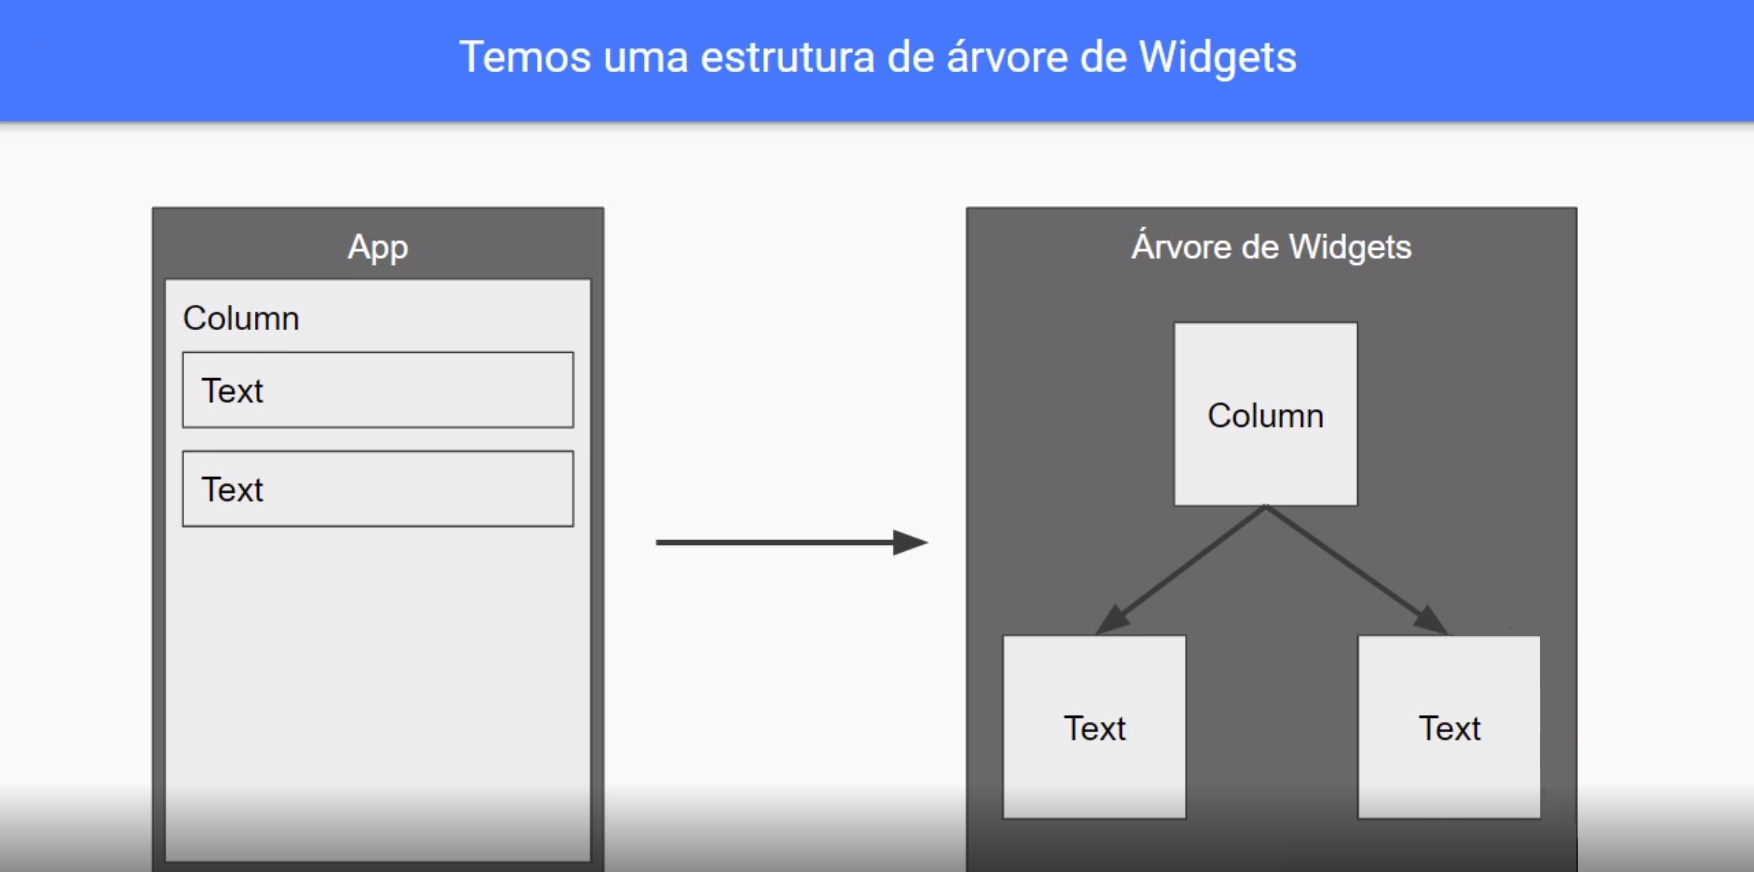 Temos uma estrutura de árvore de Widgets
App
Column
Text
Text
Árvore de Widgets
Column
Text
Text